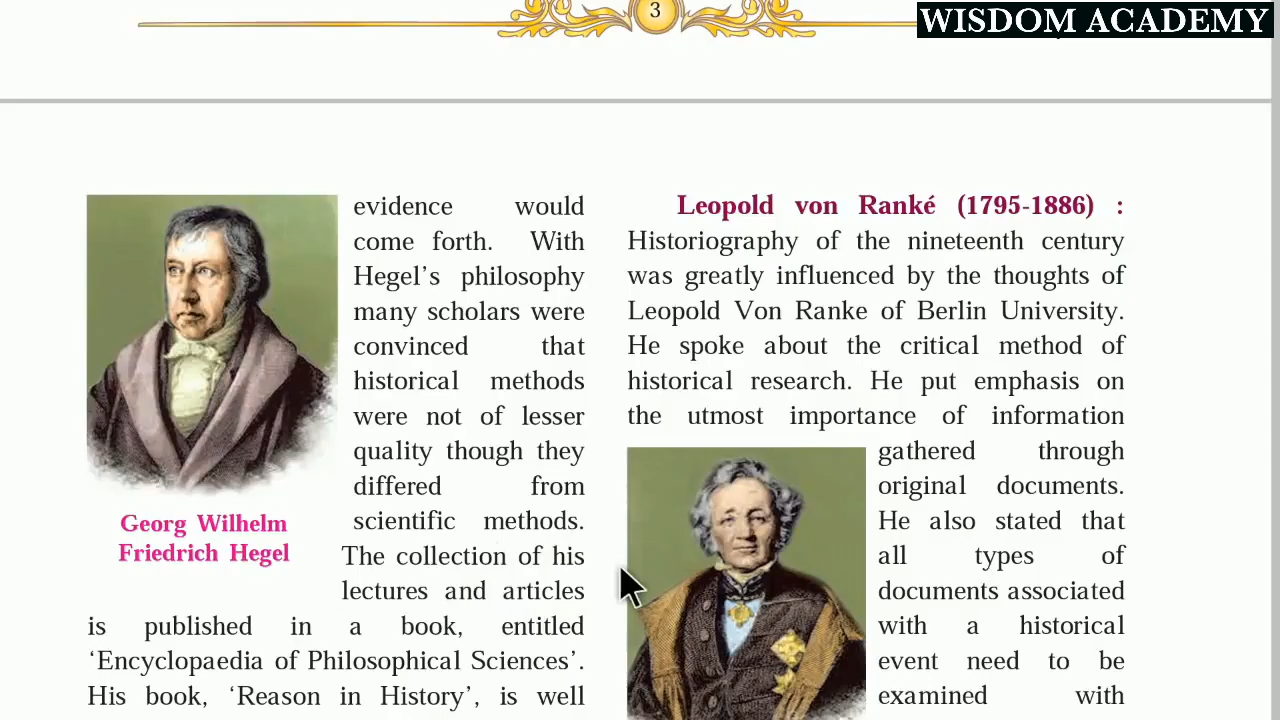 3
WISDOM ACADEMY
evidence would
come forth. With
Hegel's philosophy
many scholars were
convinced that
historical methods
were not of lesser
quality though they
differed from
scientific methods.
The collection of his
lectures and articles
is published in a book, entitled
‘Encyclopaedia of Philosophical Sciences’.
His book, ‘Reason in History’, is well
Georg Wilhelm
Friedrich Hegel
Leopold von Ranké (1795-1886) :
Historiography of the nineteenth century
was greatly influenced by the thoughts of
Leopold Von Ranke of Berlin University.
He spoke about the critical method of
historical research. He put emphasis on
the utmost importance of information
gathered through
original documents.
He also stated that
all types of
documents associated
with a historical
event need to be
examined with